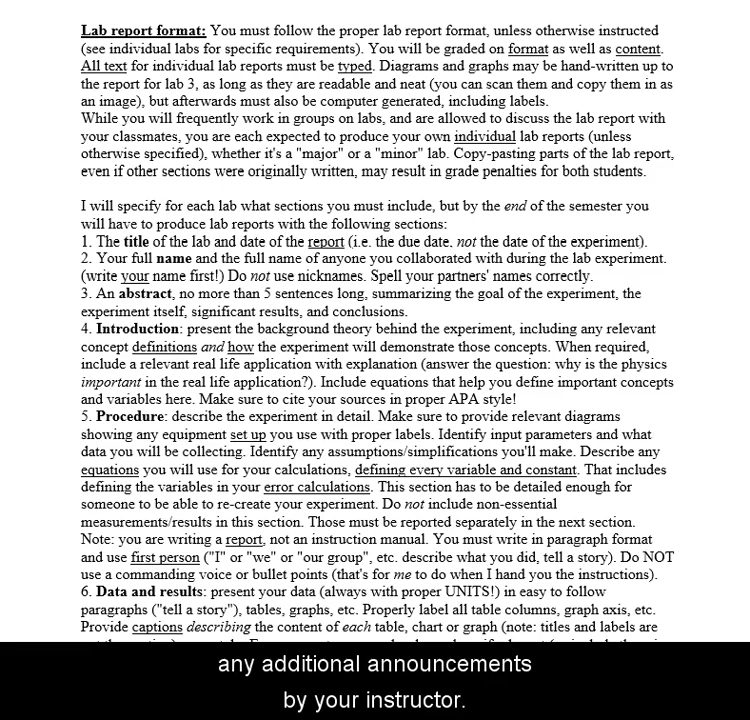 Lab report format: You must follow the proper lab report format, unless otherwise instructed
(see individual labs for specific requirements). You will be graded on format as well as content.
All text for individual lab reports must be typed. Diagrams and graphs may be hand-written up to
the report for lab 3, as long as they are readable and neat (you can scan them and copy them in as
an image), but afterwards must also be computer generated, including labels.
While you will frequently work in groups on labs, and are allowed to discuss the lab report with
your classmates, you are each expected to produce your own individual lab reports (unless
otherwise specified), whether it's a "major" or a "minor" lab. Copy-pasting parts of the lab report,
even if other sections were originally written, may result in grade penalties for both students.
I will specify for each lab what sections you must include, but by the end of the semester you
will have to produce lab reports with the following sections:
1. The title of the lab and date of the report (i.e. the due date, not the date of the experiment).
2. Your full name and the full name of anyone you collaborated with during the lab experiment.
(write your name first!) Do not use nicknames. Spell your partners' names correctly.
3. An abstract, no more than 5 sentences long, summarizing the goal of the experiment, the
experiment itself, significant results, and conclusions.
4. Introduction: present the background theory behind the experiment, including any relevant
concept definitions and how the experiment will demonstrate those concepts. When required,
include a relevant real life application with explanation (answer the question: why is the physics
important in the real life application?). Include equations that help you define important concepts
and variables here. Make sure to cite your sources in proper APA style!
5. Procedure: describe the experiment in detail. Make sure to provide relevant diagrams
showing any equipment set up you use with proper labels. Identify input parameters and what
data you will be collecting. Identify any assumptions/simplifications you'll make. Describe any
equations you will use for your calculations, defining every variable and constant. That includes
defining the variables in your error calculations. This section has to be detailed enough for
someone to be able to re-create your experiment. Do not include non-essential
measurements/results in this section. Those must be reported separately in the next section.
Note: you are writing a report, not an instruction manual. You must write in paragraph format
and use first person ("I" or "we" or "our group", etc. describe what you did, tell a story). Do NOT
use a commanding voice or bullet points (that's for me to do when I hand you the instructions).
6. Data and results: present your data (always with proper UNITS!) in easy to follow
paragraphs ("tell a story"), tables, graphs, etc. Properly label all table columns, graph axis, etc.
Provide captions describing the content of each table, chart or graph (note: titles and labels are
any additional announcements
by your instructor.